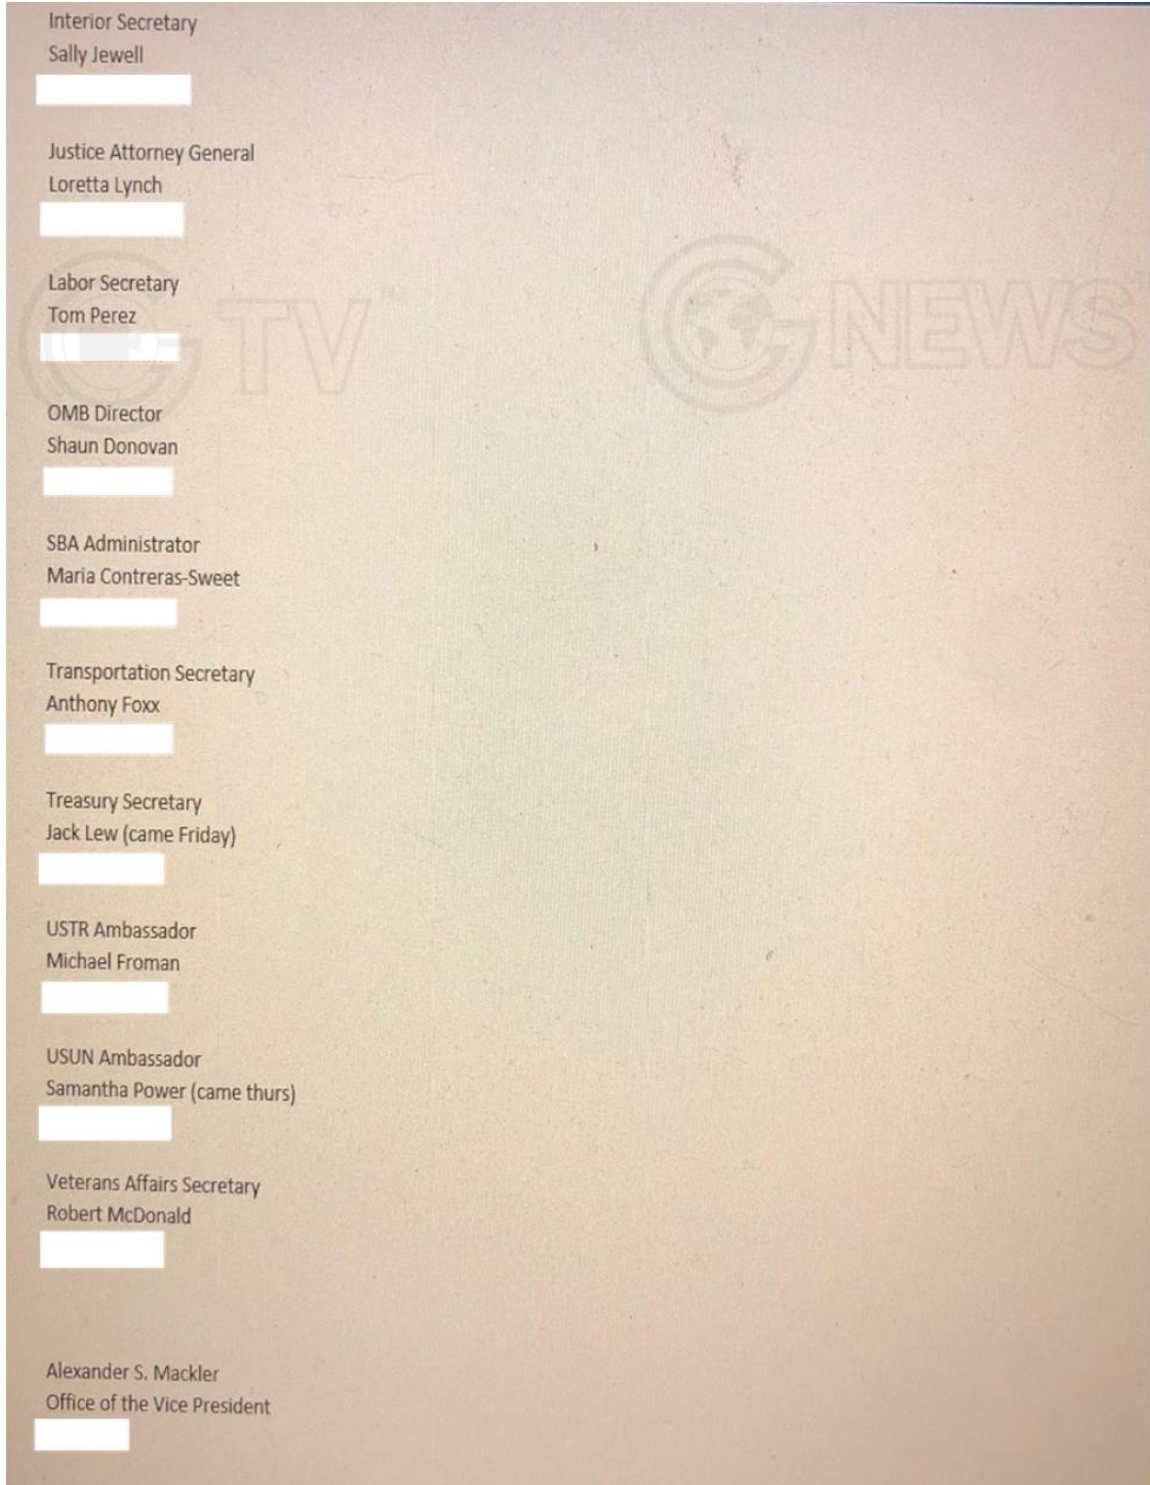 Interior Secretary
Sally Jewell
Justice Attorney General
Loretta Lynch
Labor Secretary
Tom Perez
G TV
G NEWS
OMB Director
Shaun Donovan
SBA Administrator
Maria Contreras-Sweet
Transportation Secretary
Anthony Foxx
Treasury Secretary
Jack Lew (came Friday)
USTR Ambassador
Michael Froman
USUN Ambassador
Samantha Power (came thurs)
Veterans Affairs Secretary
Robert McDonald
Alexander S. Mackler
Office of the Vice President